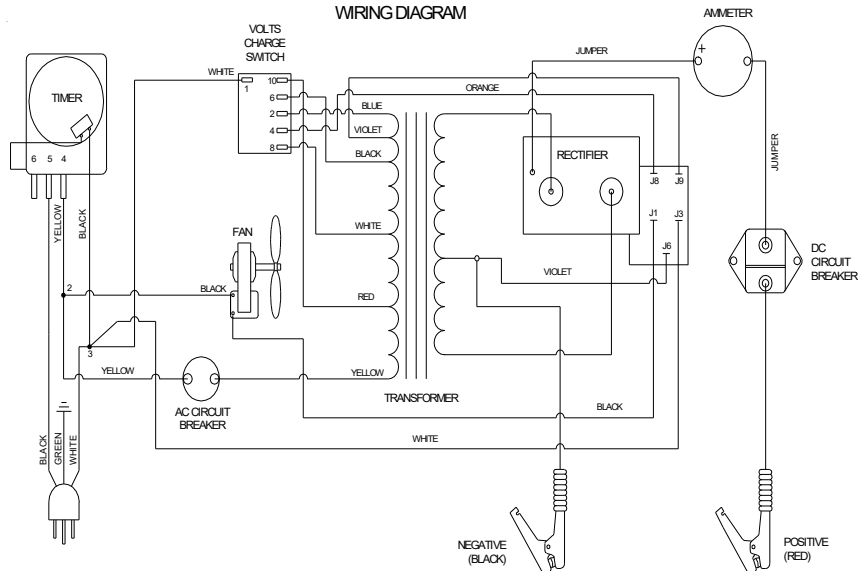 WIRING DIAGRAM
AMMETER
+
VOLTS
CHARGE
SWITCH
JUMPER
WHITE
1
10
6
2
4
8
ORANGE
TIMER
BLUE
VIOLET
BLACK
RECTIFIER
JUMPER
6 5 4
J8
J9
YELLOW
BLACK
FAN
WHITE
J1
J3
J6
DC
CIRCUIT
BREAKER
VIOLET
2
BLACK
RED
3
YELLOW
YELLOW
TRANSFORMER
AC CIRCUIT
BREAKER
BLACK
WHITE
BLACK
GREEN
WHITE
NEGATIVE
(BLACK)
POSITIVE
(RED)